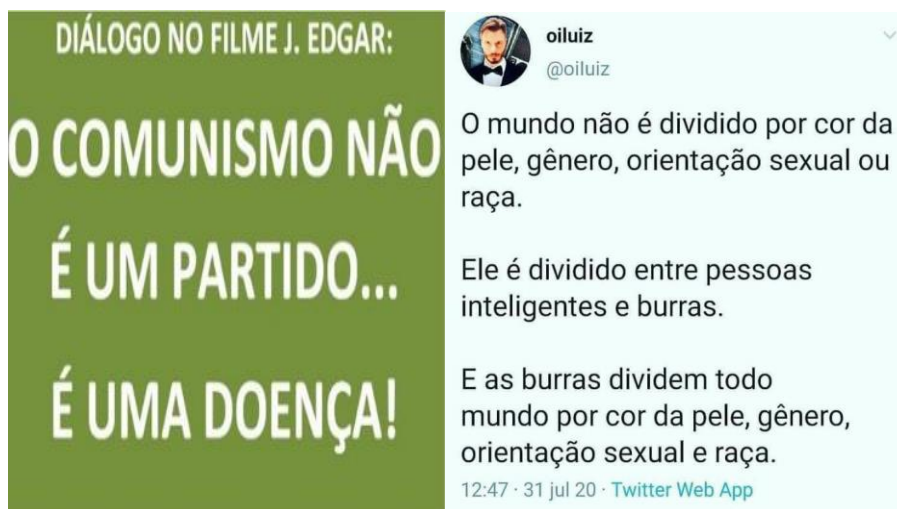 DIÁLOGO NO FILME J. EDGAR:
O COMUNISMO NÃO
É UM PARTIDO...
É UMA DOENÇA!
oiluiz
@oiluiz
O mundo não é dividido por cor da
pele, gênero, orientação sexual ou
raça.
Ele é dividido entre pessoas
inteligentes e burras.
E as burras dividem todo
mundo por cor da pele, gênero,
orientação sexual e raça.
12:47 · 31 jul 20 · Twitter Web App